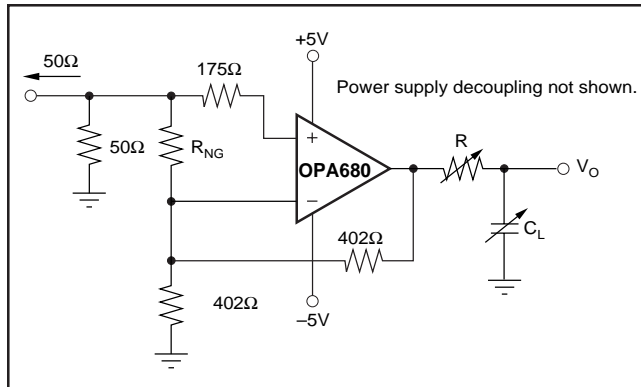 +5V
50Ω
175Ω
Power supply decoupling not shown.
50Ω
R_NG
+
OPA680
–
R
V_O
C_L
402Ω
402Ω
–5V